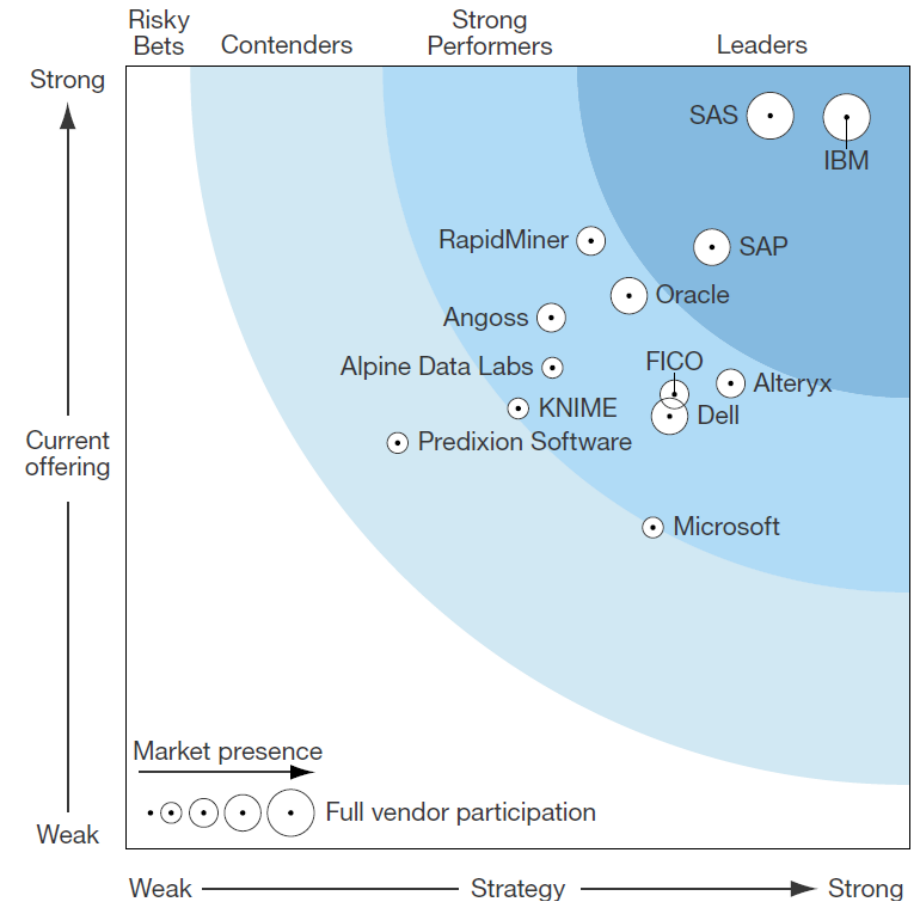 Risky
Bets
Contenders
Strong
Performers
Leaders
Strong
SAS
IBM
RapidMiner
SAP
Oracle
Angoss
FICO
Alpine Data Labs
Alteryx
KNIME
Dell
Current
offering
Predixion Software
Microsoft
Market presence
Full vendor participation
Weak
Weak
Strategy
Strong